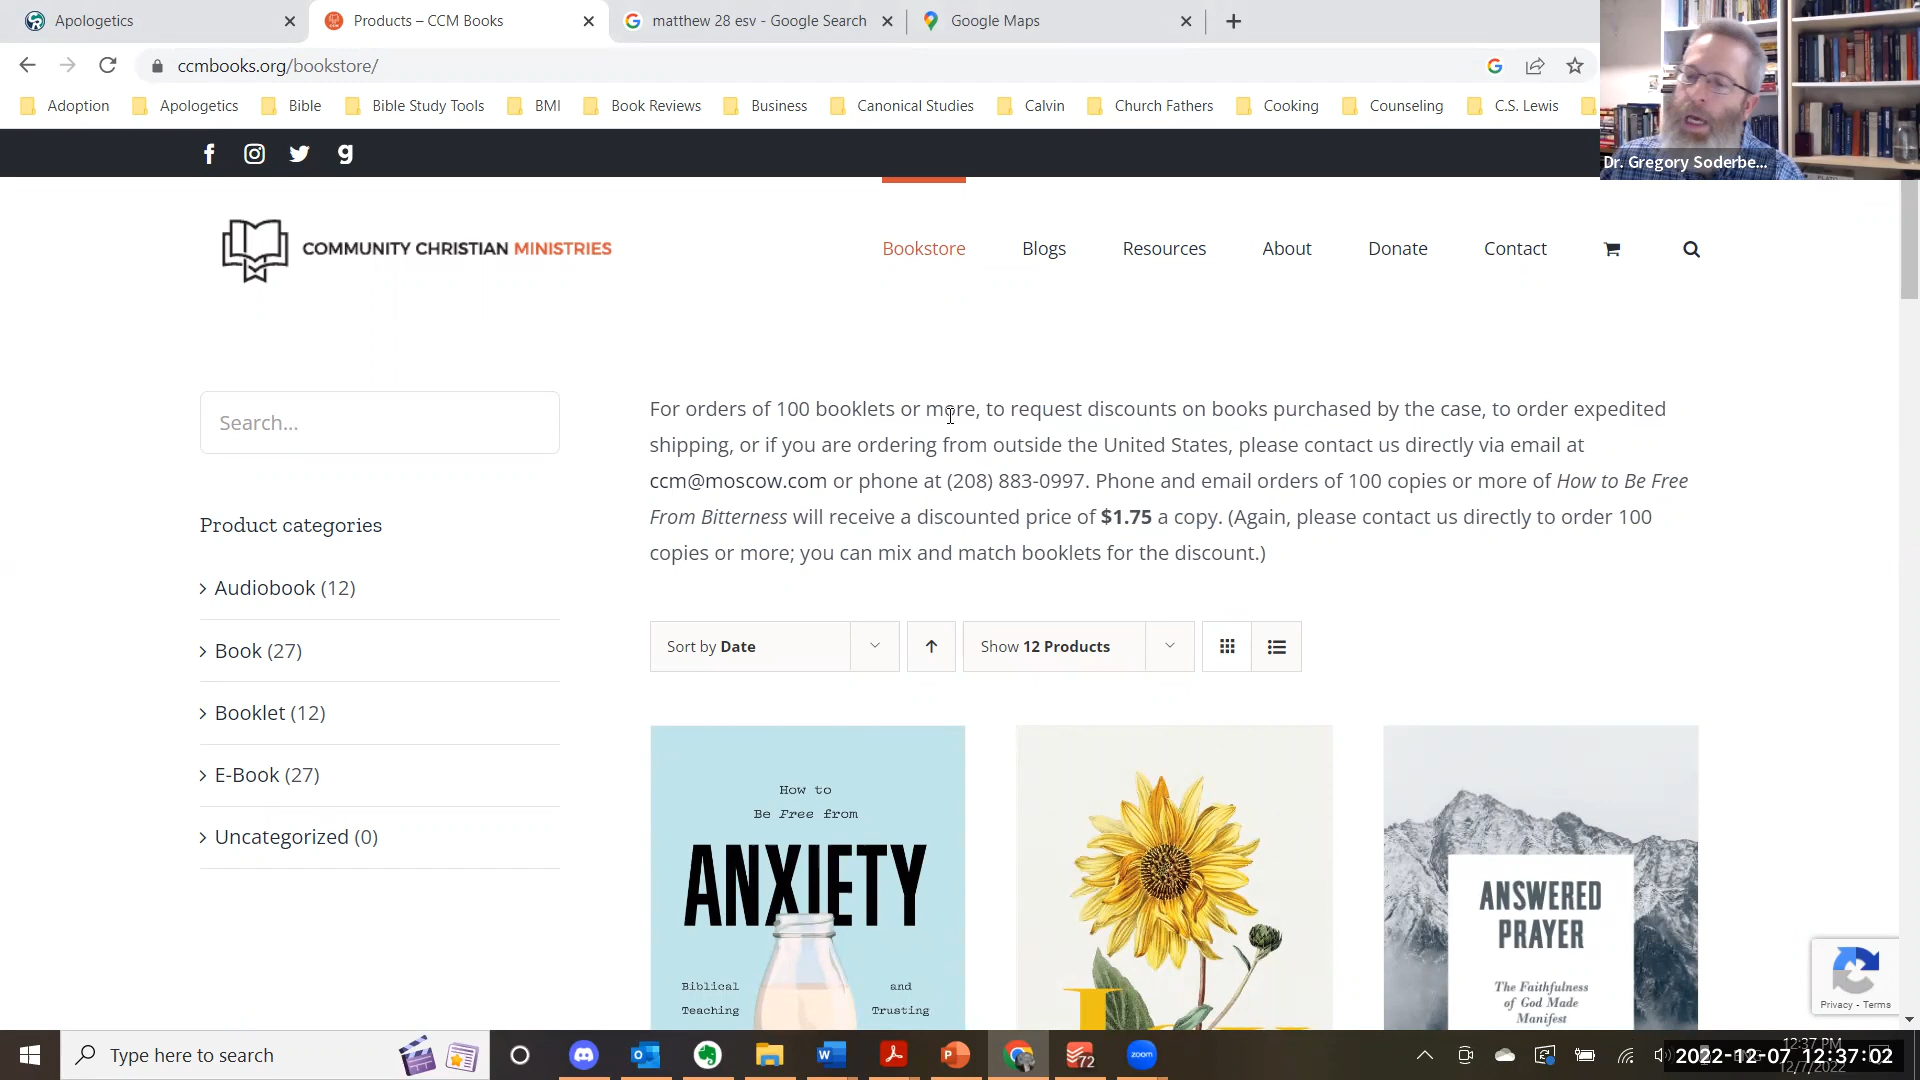 Apologetics
Products – CCM Books
matthew 28 esv - Google Search
Google Maps
ccmbooks.org/bookstore/
Adoption
Apologetics
Bible
Bible Study Tools
BMI
Book Reviews
Business
Canonical Studies
Calvin
Church Fathers
Cooking
Counseling
C.S. Lewis
Dr. Gregory Soderbe...
COMMUNITY CHRISTIAN MINISTRIES
Bookstore
Blogs
Resources
About
Donate
Contact
Search...
For orders of 100 booklets or more, to request discounts on books purchased by the case, to order expedited
shipping, or if you are ordering from outside the United States, please contact us directly via email at
ccm@moscow.com or phone at (208) 883-0997. Phone and email orders of 100 copies or more of How to Be Free
From Bitterness will receive a discounted price of $1.75 a copy. (Again, please contact us directly to order 100
copies or more; you can mix and match booklets for the discount.)
Product categories
Audiobook (12)
Book (27)
Booklet (12)
E-Book (27)
Uncategorized (0)
Sort by Date
Show 12 Products
How to
Be Free from
ANXIETY
Biblical and
Teaching Trusting
ANSWERED
PRAYER
The Faithfulness
of God Made
Manifest
Privacy - Terms
Type here to search
72
zoom
12:37 PM
12/7/2022
2022-12-07 12:37:02